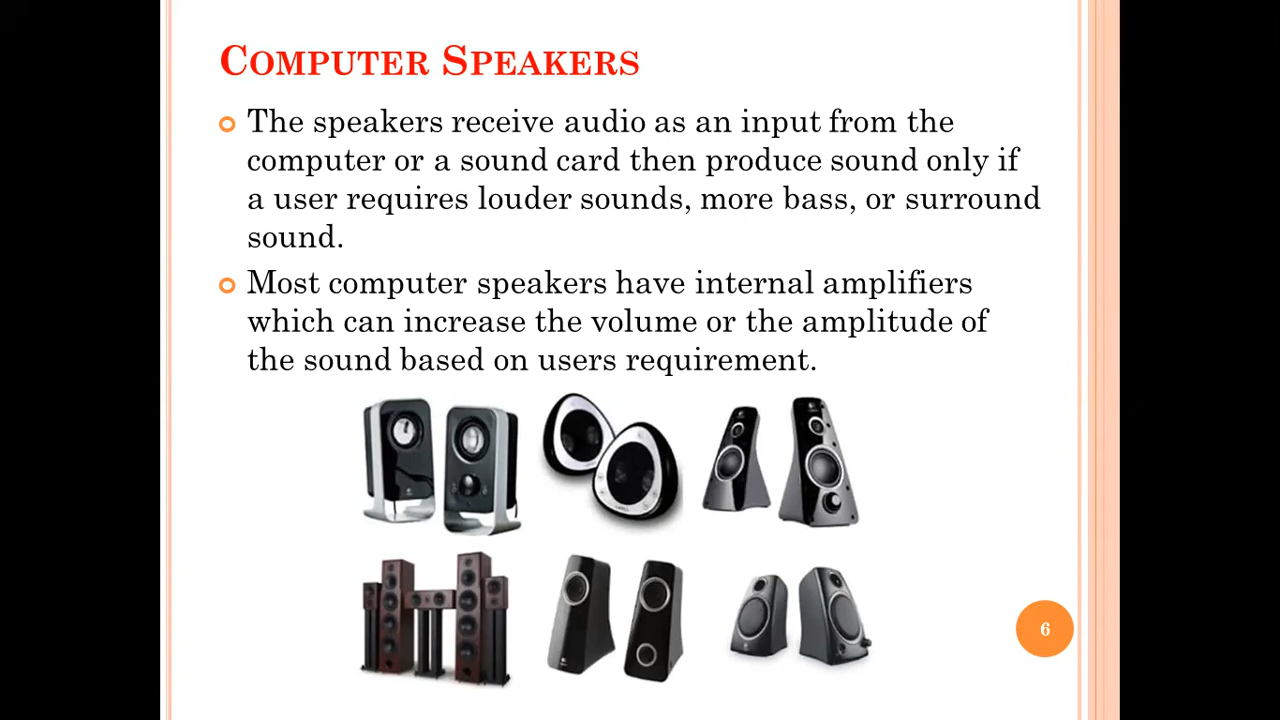 COMPUTER SPEAKERS
The speakers receive audio as an input from the
computer or a sound card then produce sound only if
a user requires louder sounds, more bass, or surround
sound.
Most computer speakers have internal amplifiers
which can increase the volume or the amplitude of
the sound based on users requirement.
6